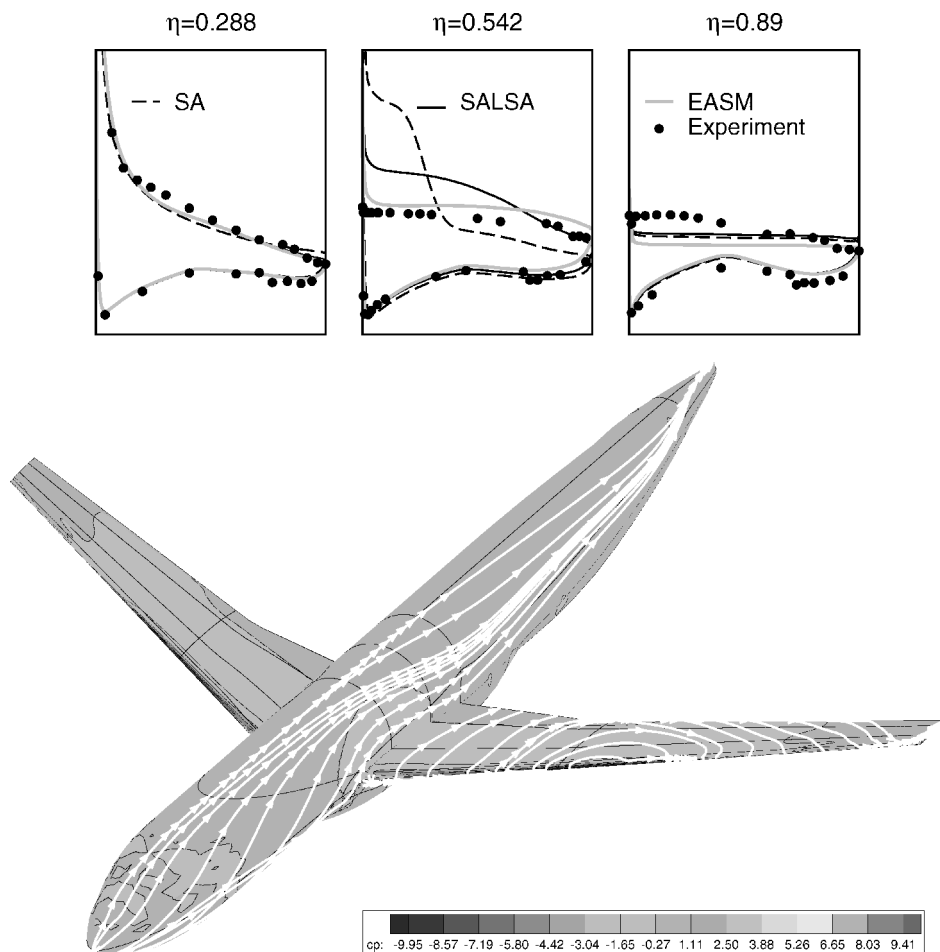 η=0.288 η=0.542 η=0.89
SA SALSA EASM
Experiment
cp: -9.95 -8.57 -7.19 -5.80 -4.42 -3.04 -1.65 -0.27 1.11 2.50 3.88 5.26 6.65 8.03 9.41